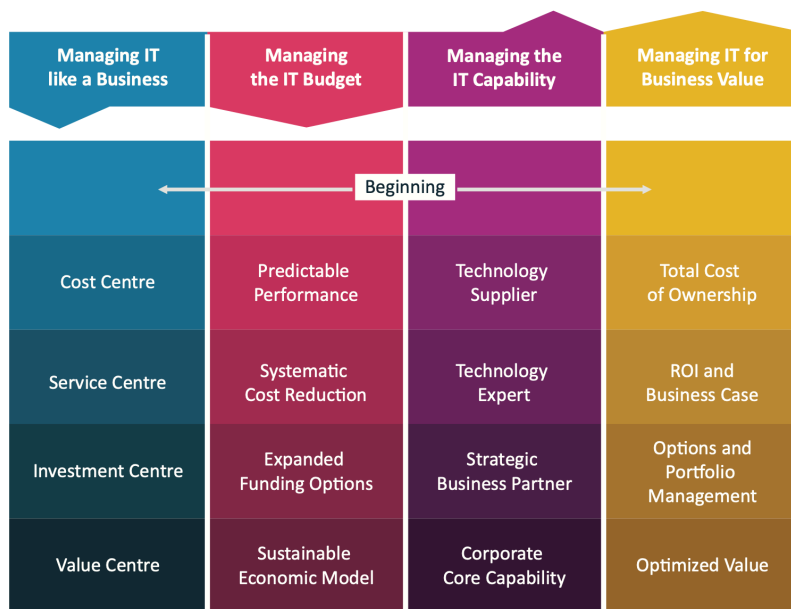 Managing IT
like a Business
Managing
the IT Budget
Managing the
IT Capability
Managing IT for
Business Value
Beginning
Cost Centre
Predictable
Performance
Technology
Supplier
Total Cost
of Ownership
Service Centre
Systematic
Cost Reduction
Technology
Expert
ROI and
Business Case
Investment Centre
Expanded
Funding Options
Strategic
Business Partner
Options and
Portfolio
Management
Value Centre
Sustainable
Economic Model
Corporate
Core Capability
Optimized Value